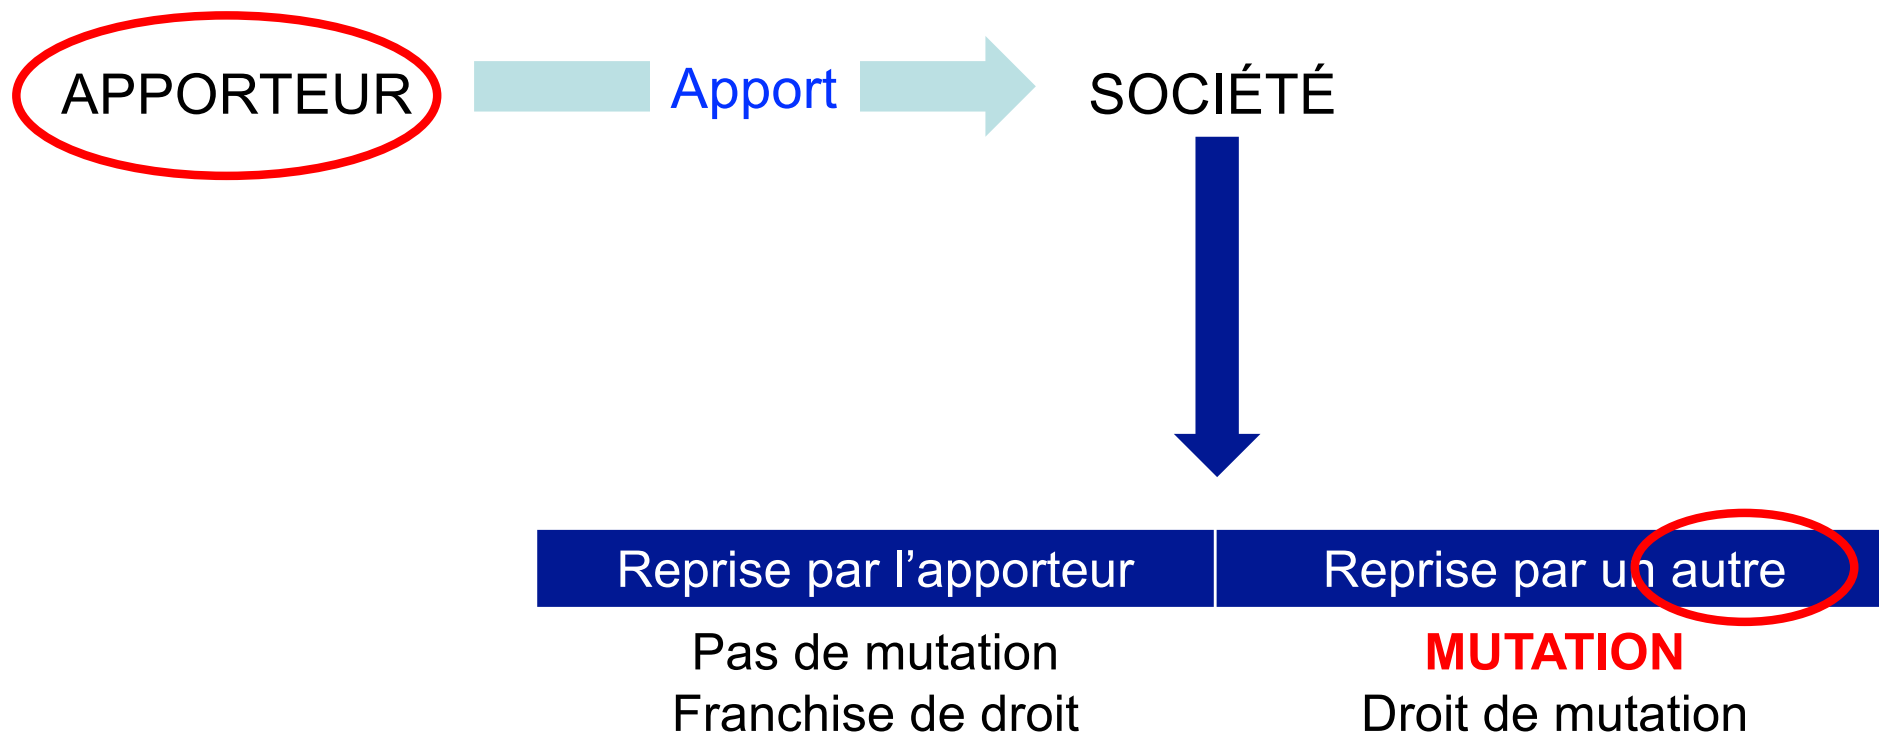 APPORTEUR Apport SOCIÉTÉ
Reprise par l’apporteur Reprise par un autre
Pas de mutation MUTATION
Franchise de droit Droit de mutation